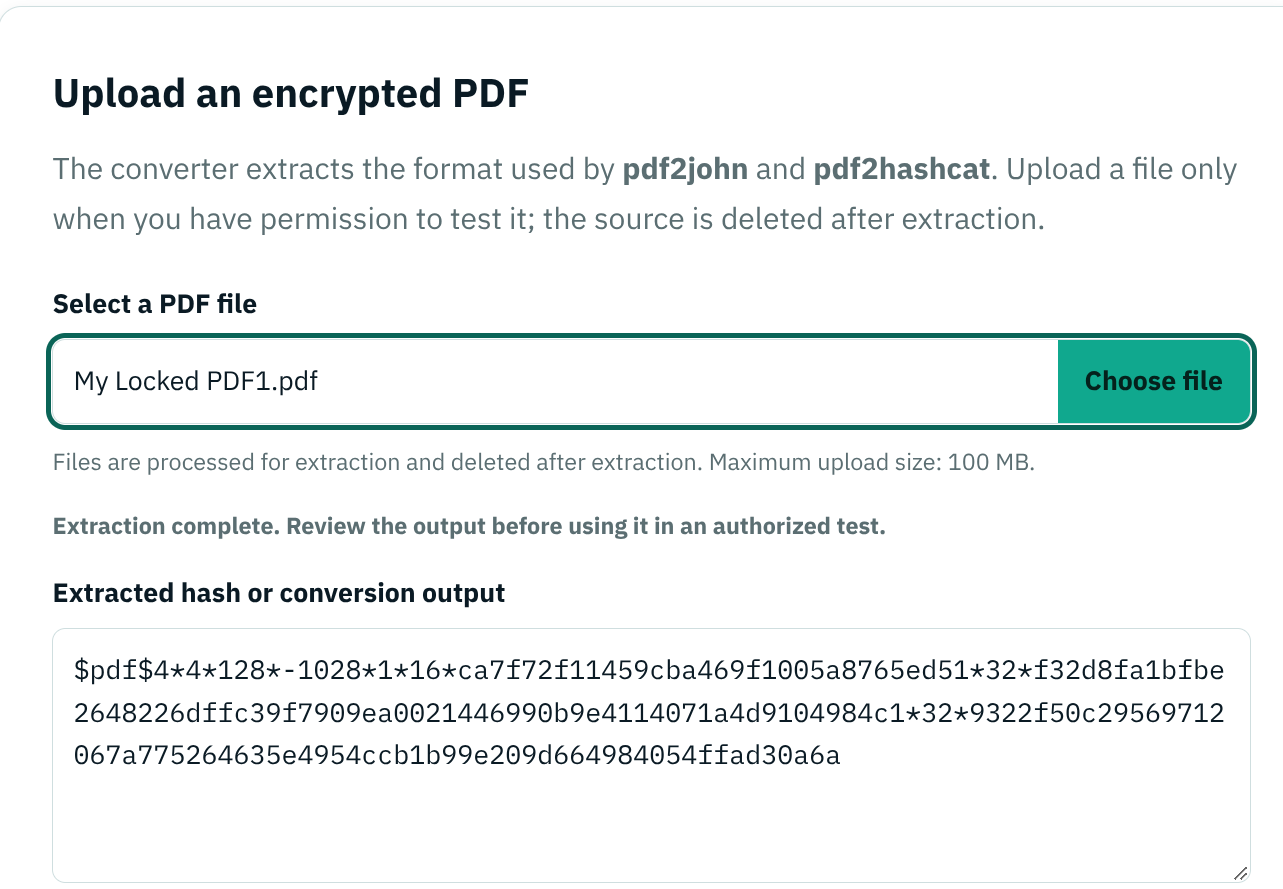 Upload an encrypted PDF
The converter extracts the format used by pdf2john and pdf2hashcat. Upload a file only
when you have permission to test it; the source is deleted after extraction.
Select a PDF file
My Locked PDF1.pdf
Choose file
Files are processed for extraction and deleted after extraction. Maximum upload size: 100 MB.
Extraction complete. Review the output before using it in an authorized test.
Extracted hash or conversion output
$pdf$4*4*128*-1028*1*16*ca7f72f11459cba469f1005a8765ed51*32*f32d8fa1bfbe
2648226dffc39f7909ea0021446990b9e4114071a4d9104984c1*32*9322f50c29569712
067a775264635e4954ccb1b99e209d664984054ffad30a6a